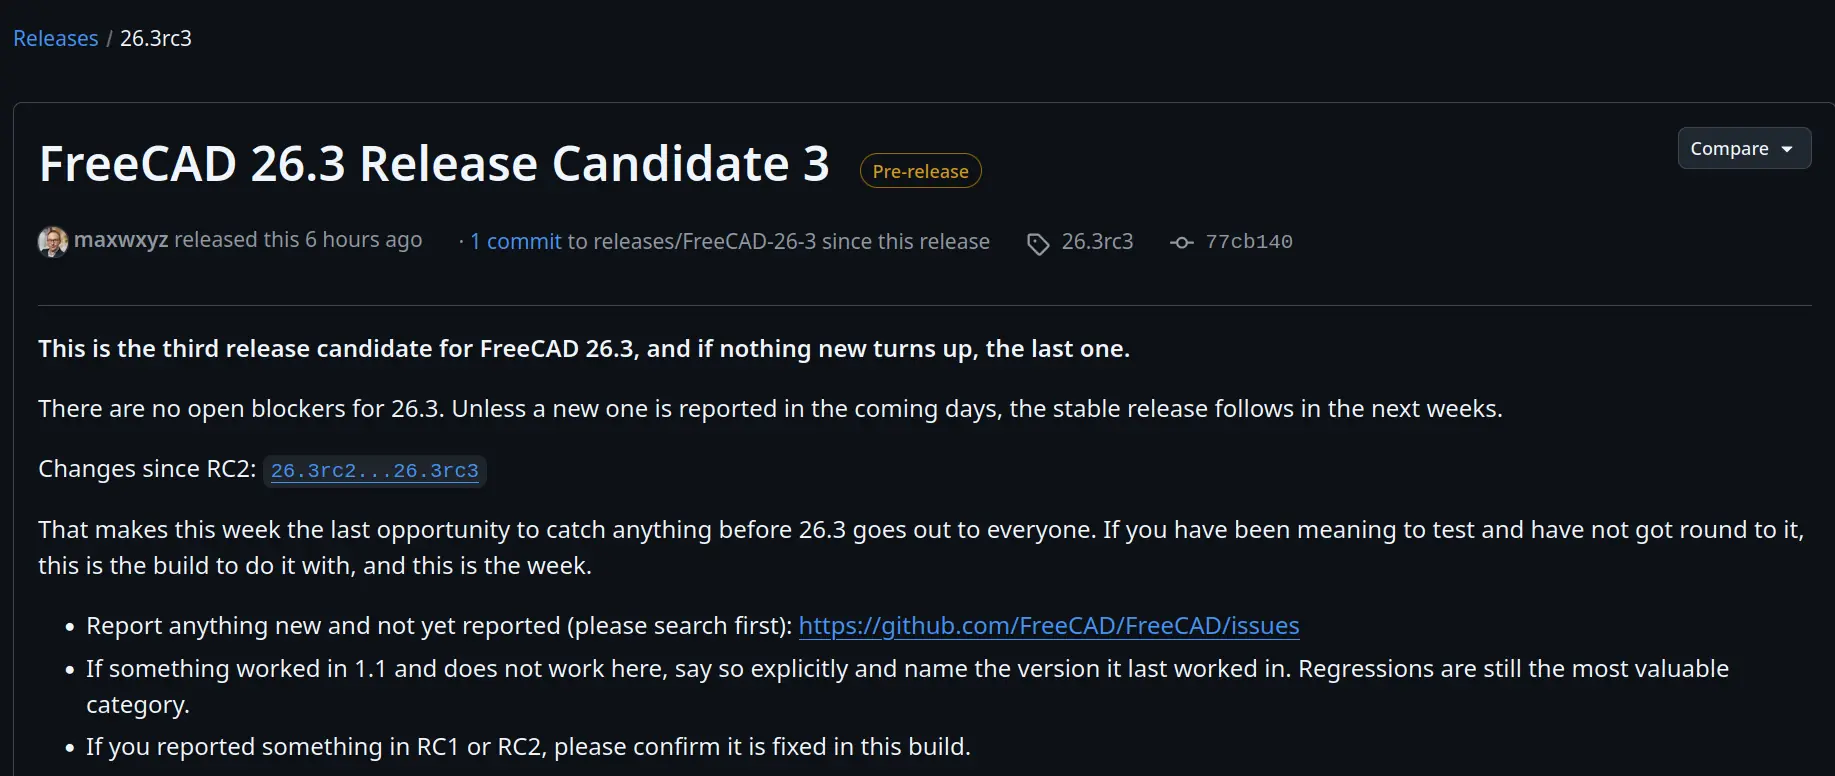 Releases / 26.3rc3
FreeCAD 26.3 Release Candidate 3 Pre-release
Compare
maxwxyz released this 6 hours ago · 1 commit to releases/FreeCAD-26-3 since this release 26.3rc3 77cb140
This is the third release candidate for FreeCAD 26.3, and if nothing new turns up, the last one.
There are no open blockers for 26.3. Unless a new one is reported in the coming days, the stable release follows in the next weeks.
Changes since RC2: 26.3rc2...26.3rc3
That makes this week the last opportunity to catch anything before 26.3 goes out to everyone. If you have been meaning to test and have not got round to it,
this is the build to do it with, and this is the week.
• Report anything new and not yet reported (please search first): https://github.com/FreeCAD/FreeCAD/issues
• If something worked in 1.1 and does not work here, say so explicitly and name the version it last worked in. Regressions are still the most valuable
category.
• If you reported something in RC1 or RC2, please confirm it is fixed in this build.